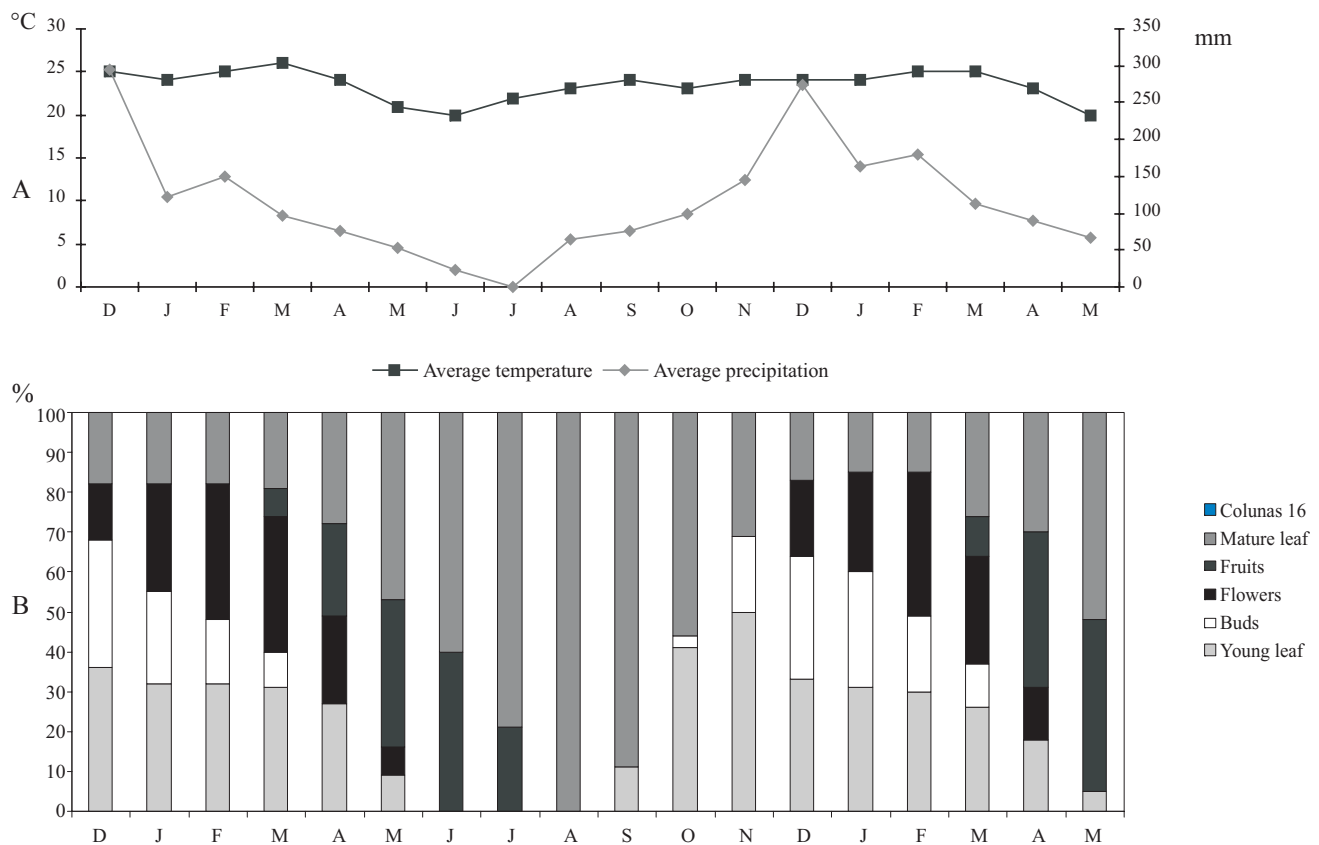 °C
30
25
20
15
10
5
0
A
350
300
250
200
150
100
50
0
mm
D J F M A M J J A S O N D J F M A M
Average temperature Average precipitation
%
100
90
80
70
60
50
40
30
20
10
0
B
D J F M A M J J A S O N D J F M A M
Colunas 16
Mature leaf
Fruits
Flowers
Buds
Young leaf